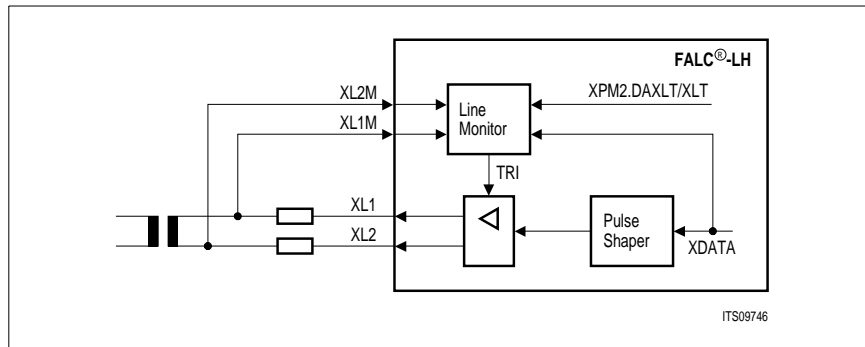 FALC®-LH
XL2M
XPM2.DAXLT/XLT
Line
Monitor
XL1M
TRI
XL1
Pulse
Shaper
XL2
XDATA
ITS09746